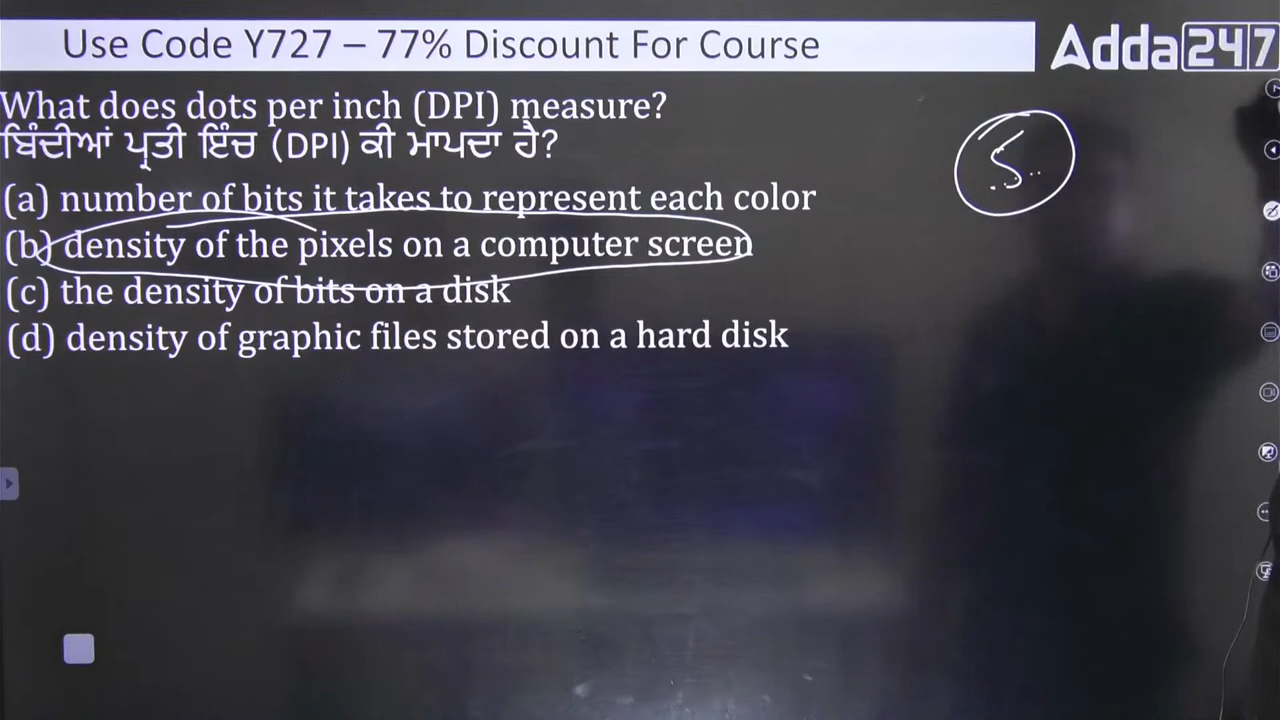 Use Code Y727 – 77% Discount For Course
Adda247
What does dots per inch (DPI) measure?
ਬਿੰਦੀਆਂ ਪ੍ਰਤੀ ਇੰਚ (DPI) ਕੀ ਮਾਪਦਾ ਹੈ?
(a) number of bits it takes to represent each color
(b) density of the pixels on a computer screen
(c) the density of bits on a disk
(d) density of graphic files stored on a hard disk